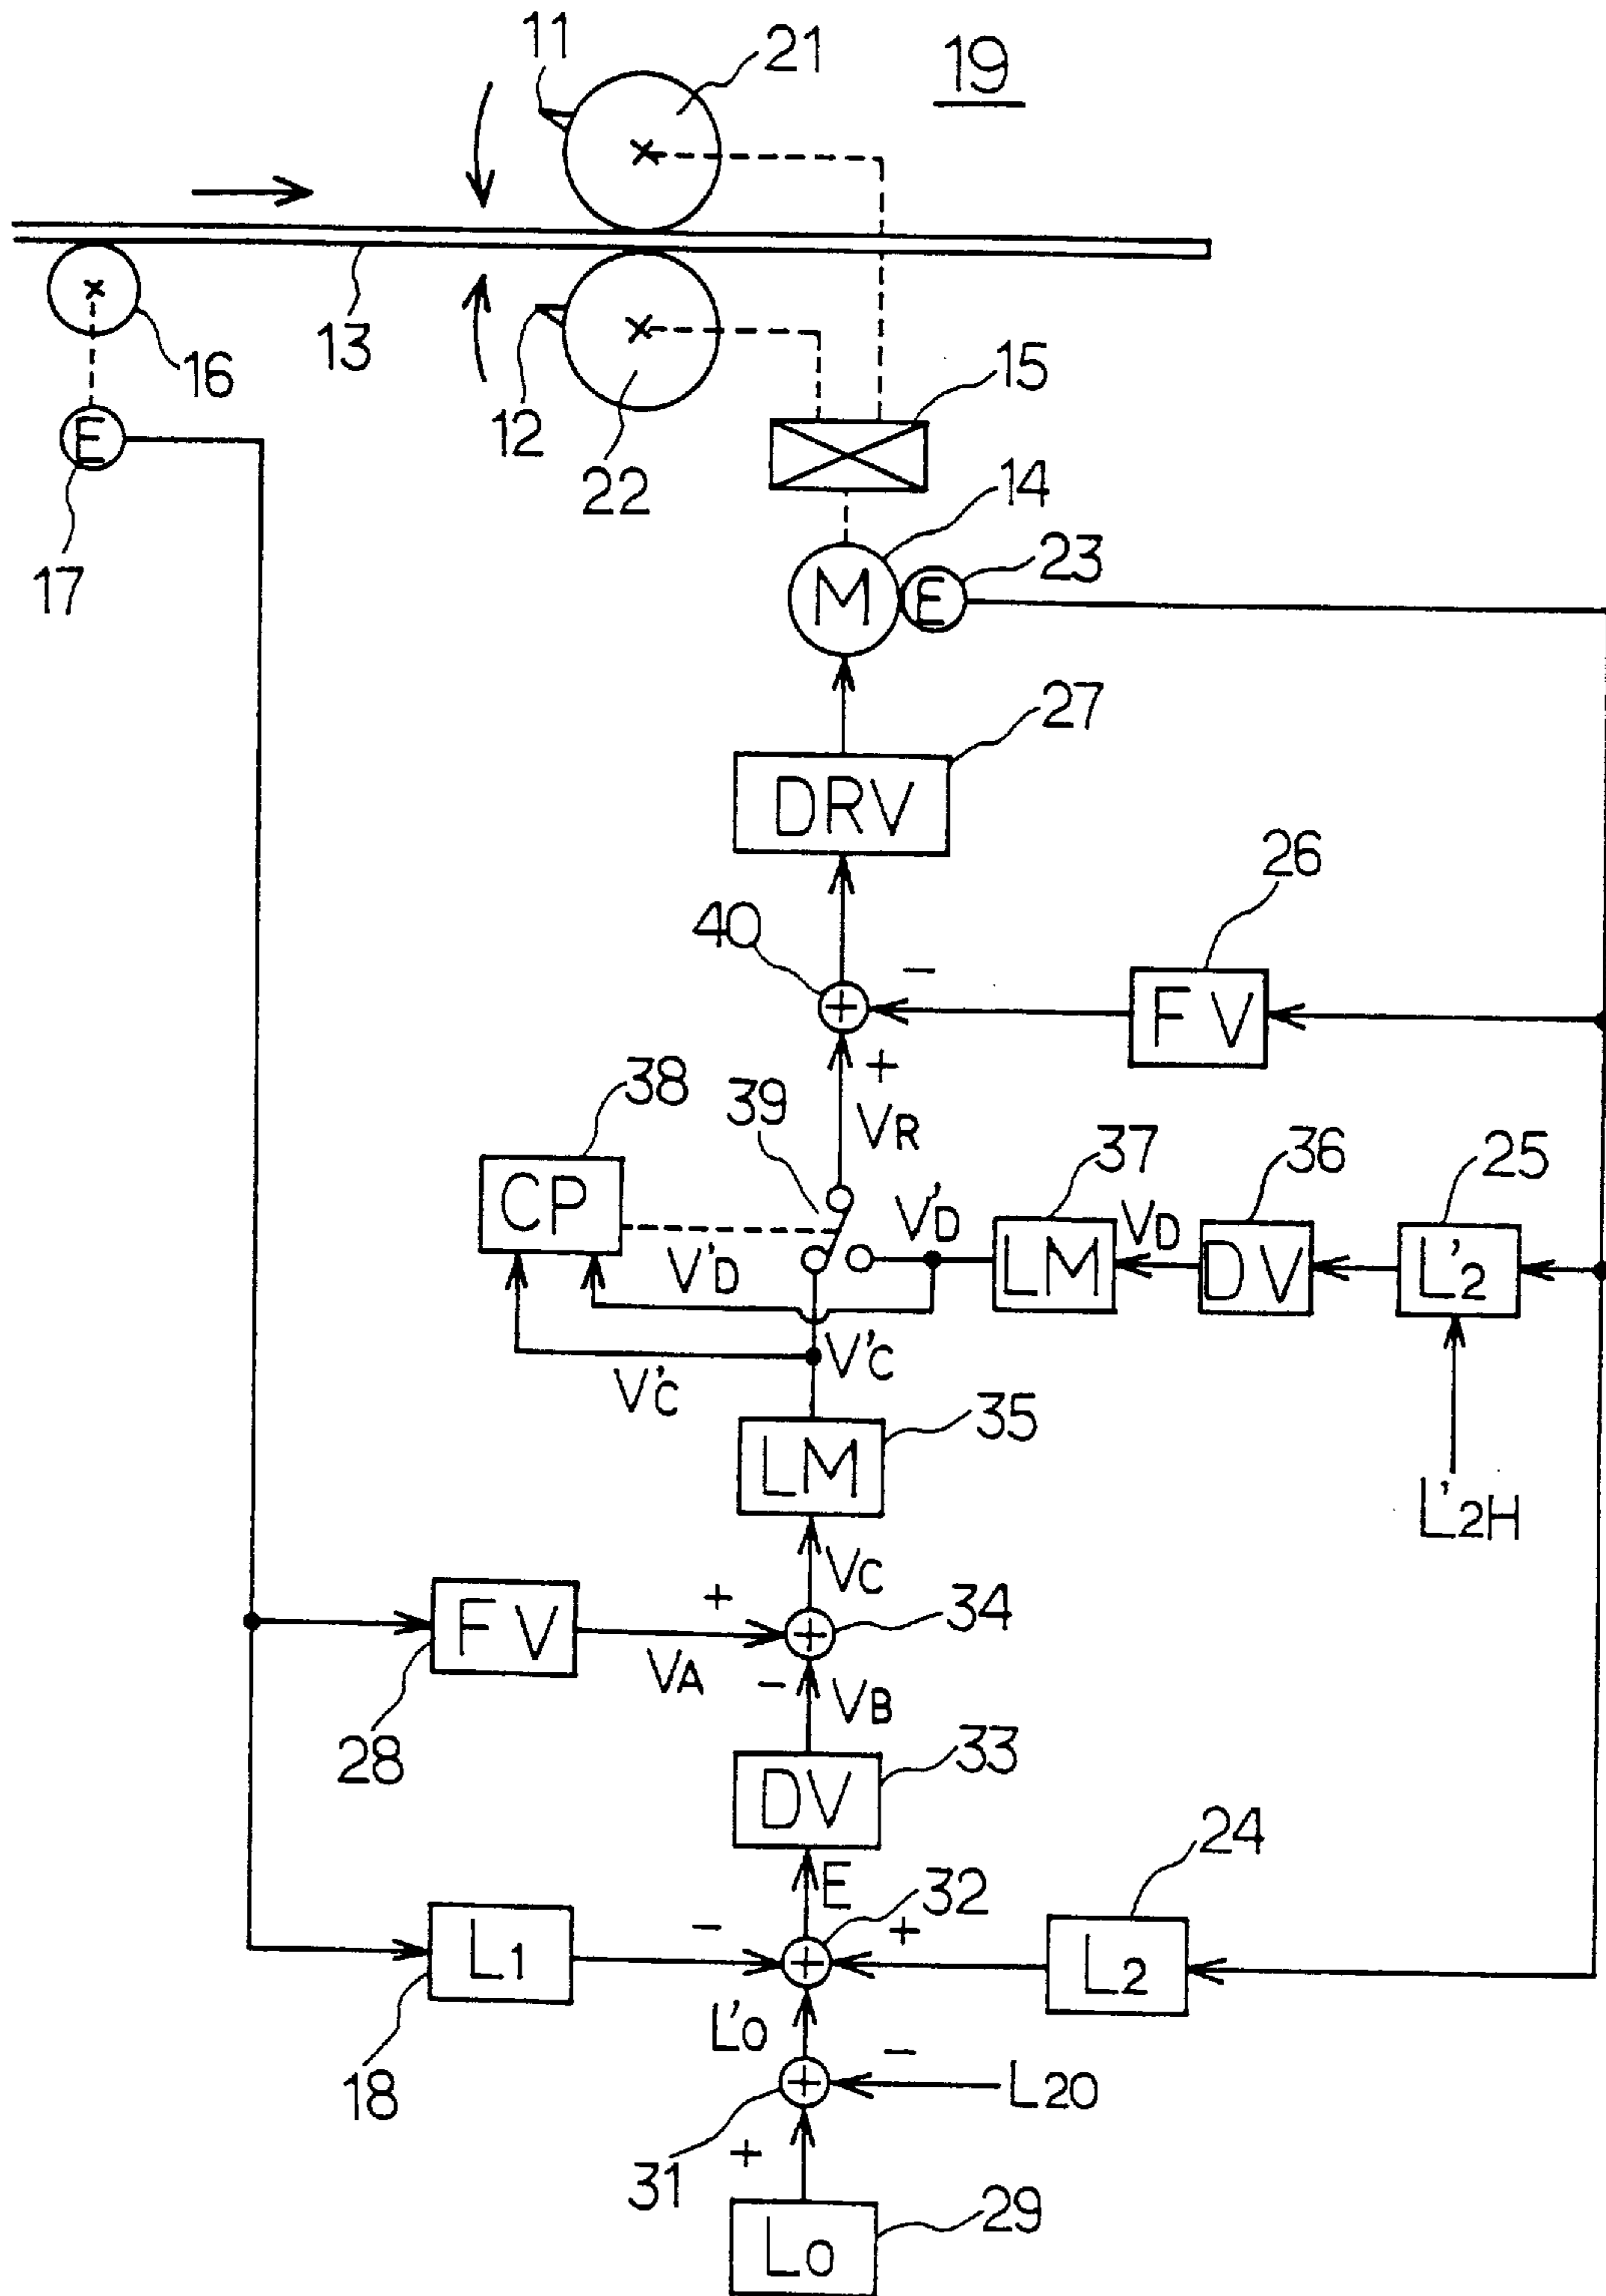 11
21
19
13
16
12
22
15
E
17
14
M
E
23
27
DRV
26
40
-
FV
+
38
39
VR
37
36
25
CP
V'D
VD
V'D
LM
DV
L'2
V'C
V'C
35
LM
L'2H
VC
+
34
FV
VA
-
VB
28
33
DV
24
E
32
-
+
L1
L2
18
L'0
-
L20
31
+
29
L0